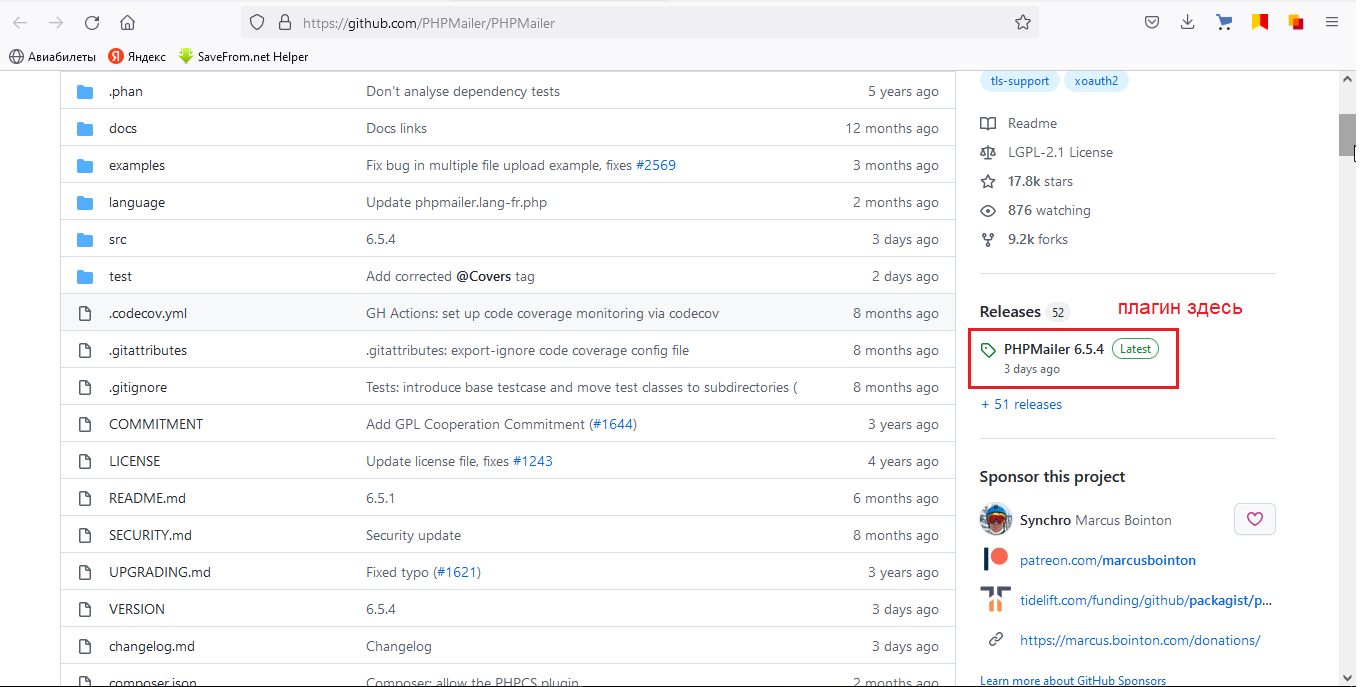 https://github.com/PHPMailer/PHPMailer
Авиабилеты
Яндекс
SaveFrom.net Helper
.phan Don't analyse dependency tests 5 years ago
docs Docs links 12 months ago
examples Fix bug in multiple file upload example, fixes #2569 3 months ago
language Update phpmailer.lang-fr.php 2 months ago
src 6.5.4 3 days ago
test Add corrected @Covers tag 2 days ago
.codecov.yml GH Actions: set up code coverage monitoring via codecov 8 months ago
.gitattributes .gitattributes: export-ignore code coverage config file 8 months ago
.gitignore Tests: introduce base testcase and move test classes to subdirectories ( 8 months ago
COMMITMENT Add GPL Cooperation Commitment (#1644) 3 years ago
LICENSE Update license file, fixes #1243 4 years ago
README.md 6.5.1 6 months ago
SECURITY.md Security update 8 months ago
UPGRADING.md Fixed typo (#1621) 3 years ago
VERSION 6.5.4 3 days ago
changelog.md Changelog 3 days ago
composer.json Composer: allow the PHPCS plugin 2 months ago
tls-support xoauth2
Readme
LGPL-2.1 License
17.8k stars
876 watching
9.2k forks
Releases 52
плагин здесь
PHPMailer 6.5.4 Latest
3 days ago
+ 51 releases
Sponsor this project
Synchro Marcus Bointon
patreon.com/marcusbointon
tidelift.com/funding/github/packagist/p...
https://marcus.bointon.com/donations/
Learn more about GitHub Sponsors